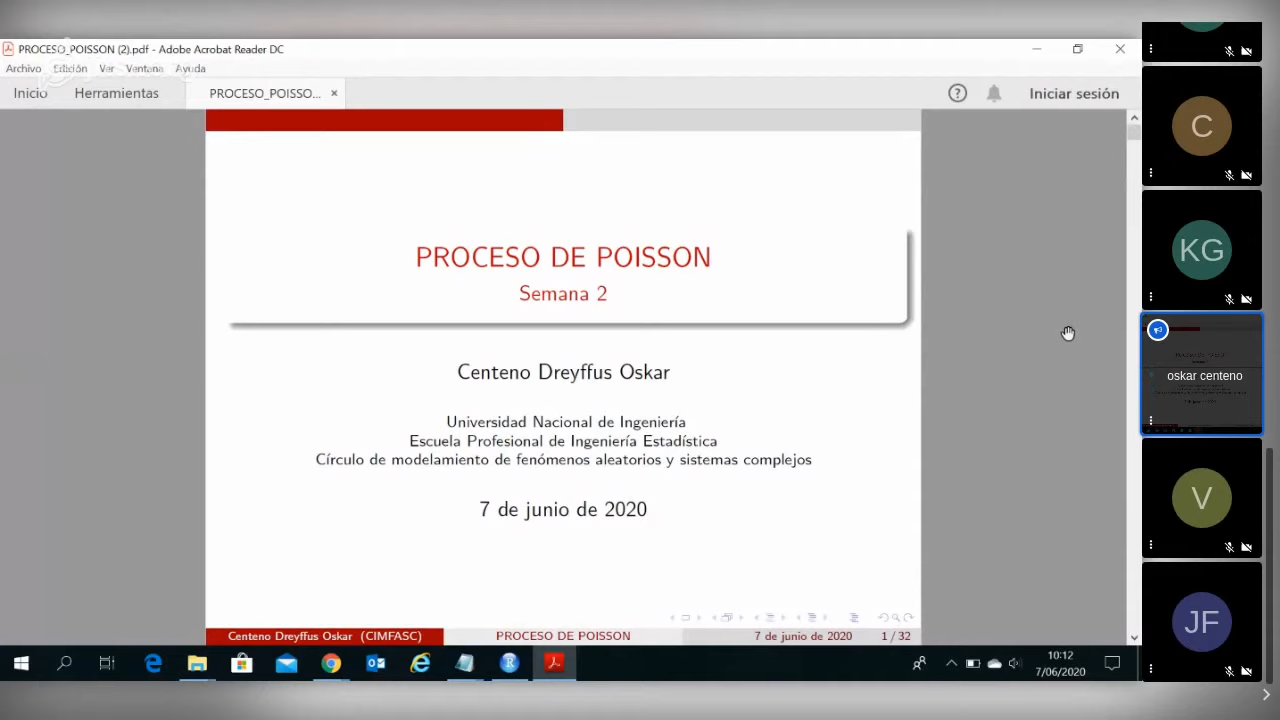 PROCESO_POISSON (2).pdf - Adobe Acrobat Reader DC
Archivo Edición Ver Ventana Ayuda
Inicio Herramientas PROCESO_POISSO... × Iniciar sesión
PROCESO DE POISSON
Semana 2
Centeno Dreyffus Oskar
Universidad Nacional de Ingeniería
Escuela Profesional de Ingeniería Estadística
Círculo de modelamiento de fenómenos aleatorios y sistemas complejos
7 de junio de 2020
Centeno Dreyffus Oskar (CIMFASC) PROCESO DE POISSON 7 de junio de 2020 1 / 32
10:12
7/06/2020
C
KG
oskar centeno
V
JF